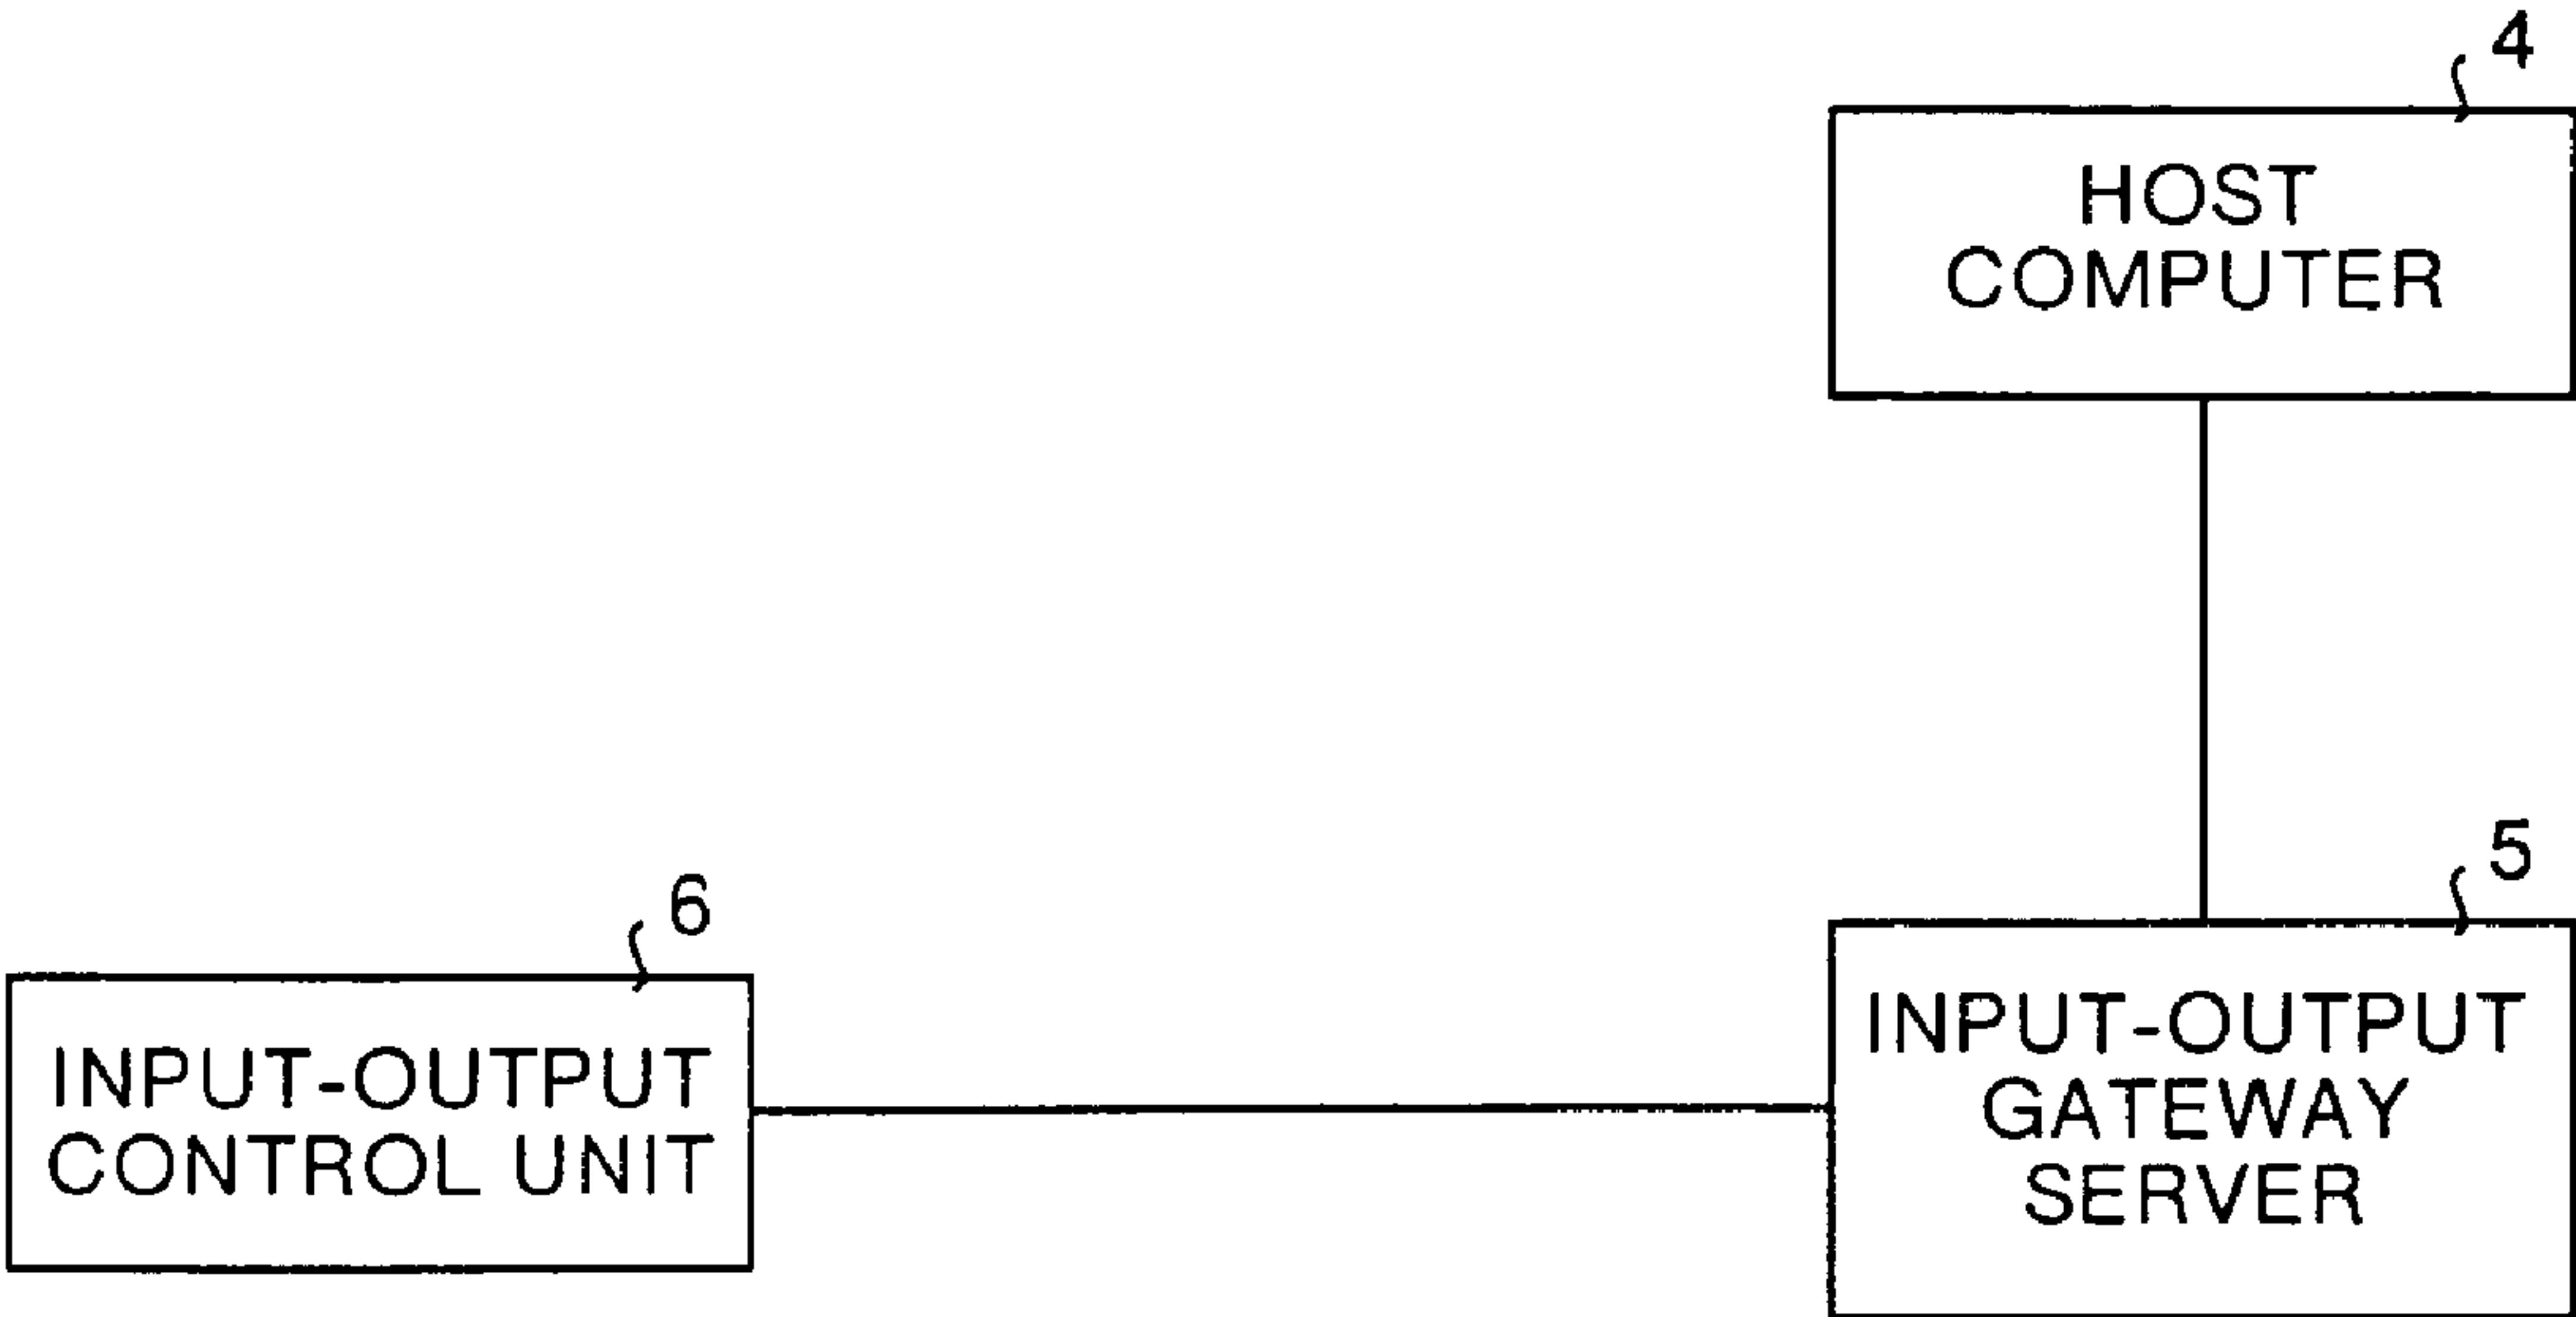 4
HOST
COMPUTER
5
INPUT-OUTPUT
GATEWAY
SERVER
6
INPUT-OUTPUT
CONTROL UNIT